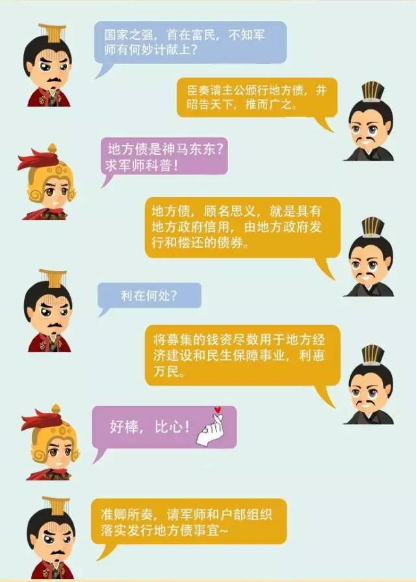 国家之强，首在富民，不知军
师有何妙计献上？
臣奏请主公颁行地方债，并
昭告天下，推而广之。
地方债是神马东东？
求军师科普！
地方债，顾名思义，就是具有
地方政府信用，由地方政府发
行和偿还的债券。
利在何处？
将募集的钱资尽数用于地方经
济建设和民生保障事业，利惠
万民。
好棒，比心！
准卿所奏，请军师和户部组织
落实发行地方债事宜~